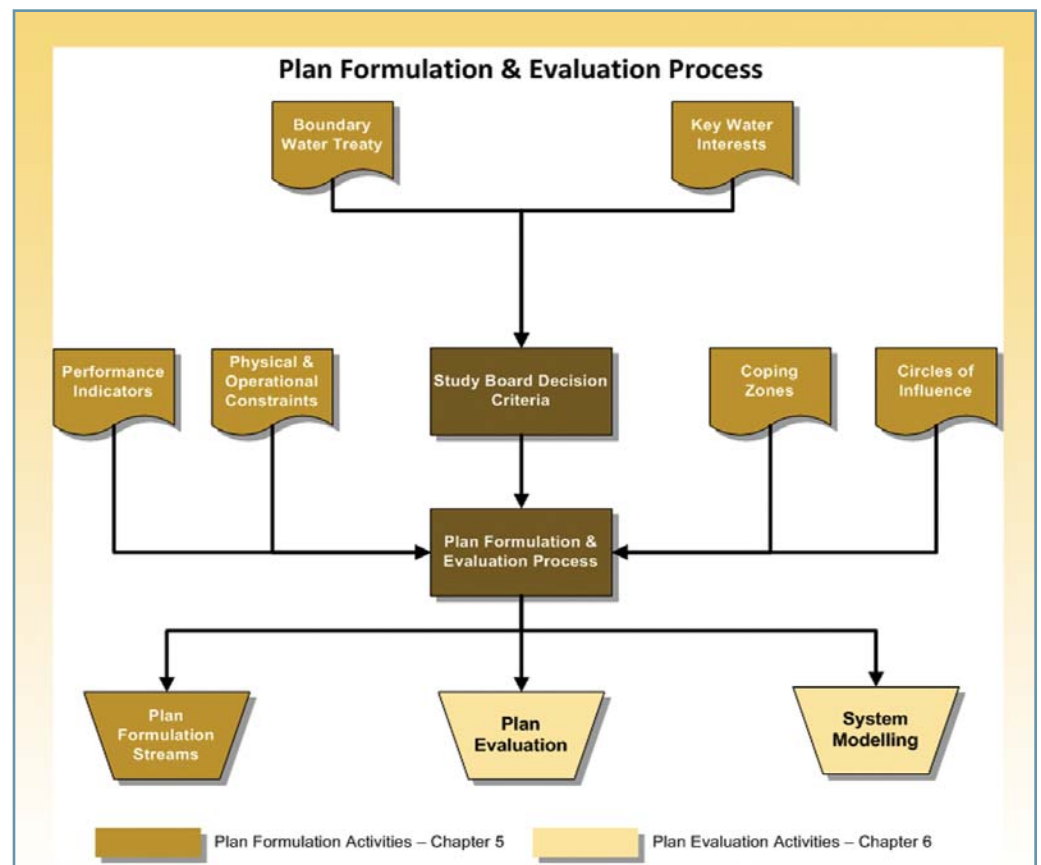 Plan Formulation & Evaluation Process
Boundary
Water Treaty
Key Water
Interests
Performance
Indicators
Physical &
Operational
Constraints
Study Board Decision
Criteria
Coping
Zones
Circles of
Influence
Plan Formulation &
Evaluation Process
Plan
Formulation
Streams
Plan
Evaluation
System
Modelling
Plan Formulation Activities – Chapter 5
Plan Evaluation Activities – Chapter 6